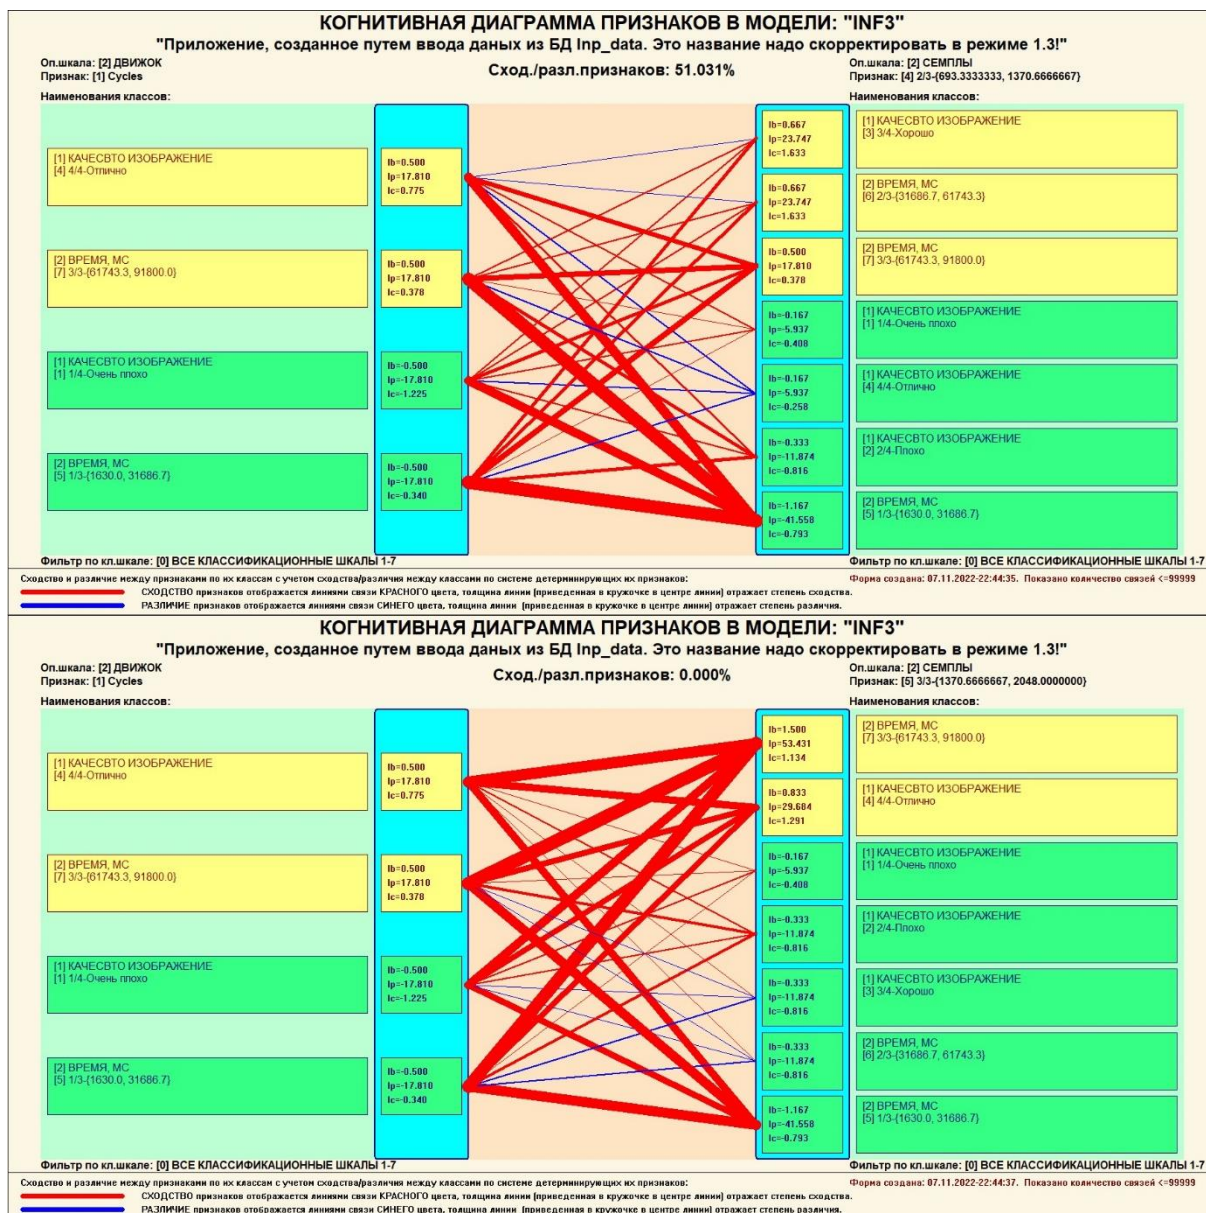 КОГНИТИВНАЯ ДИАГРАММА ПРИЗНАКОВ В МОДЕЛИ: "INF3"
"Приложение, созданное путем ввода даных из БД Inp_data. Это название надо скорректировать в режиме 1.3!"
Оп.шкала: [2] ДВИЖОК
Признак: [1] Cycles
Сход./разл.признаков: 51.031%
Оп.шкала: [2] СЕМПЛЫ
Признак: [4] 2/3-{693.3333333, 1370.6666667}
Наименования классов:
Наименования классов:
[1] КАЧЕСВТО ИЗОБРАЖЕНИЕ
[4] 4/4-Отлично
Ib=0.500
Ip=17.810
Ic=0.775
[2] ВРЕМЯ, МС
[7] 3/3-{61743.3, 91800.0}
Ib=0.500
Ip=17.810
Ic=0.378
[1] КАЧЕСВТО ИЗОБРАЖЕНИЕ
[1] 1/4-Очень плохо
Ib=-0.500
Ip=-17.810
Ic=-1.225
[2] ВРЕМЯ, МС
[5] 1/3-{1630.0, 31686.7}
Ib=-0.500
Ip=-17.810
Ic=-0.340
Ib=0.667
Ip=23.747
Ic=1.633
[1] КАЧЕСВТО ИЗОБРАЖЕНИЕ
[3] 3/4-Хорошо
Ib=0.667
Ip=23.747
Ic=1.633
[2] ВРЕМЯ, МС
[6] 2/3-{31686.7, 61743.3}
Ib=0.500
Ip=17.810
Ic=0.378
[2] ВРЕМЯ, МС
[7] 3/3-{61743.3, 91800.0}
Ib=-0.167
Ip=-5.937
Ic=-0.408
[1] КАЧЕСВТО ИЗОБРАЖЕНИЕ
[1] 1/4-Очень плохо
Ib=-0.167
Ip=-5.937
Ic=-0.258
[1] КАЧЕСВТО ИЗОБРАЖЕНИЕ
[4] 4/4-Отлично
Ib=-0.333
Ip=-11.874
Ic=-0.816
[1] КАЧЕСВТО ИЗОБРАЖЕНИЕ
[2] 2/4-Плохо
Ib=-1.167
Ip=-41.558
Ic=-0.793
[2] ВРЕМЯ, МС
[5] 1/3-{1630.0, 31686.7}
Фильтр по кл.шкале: [0] ВСЕ КЛАССИФИКАЦИОННЫЕ ШКАЛЫ 1-7
Фильтр по кл.шкале: [0] ВСЕ КЛАССИФИКАЦИОННЫЕ ШКАЛЫ 1-7
Сходство и различие между признаками по их классам с учетом сходства/различия между классами по системе детерминирующих их признаков:
Форма создана: 07.11.2022-22:44:35. Показано количество связей <=99999
СХОДСТВО признаков отображается линиями связи КРАСНОГО цвета, толщина линии (приведенная в кружочке в центре линии) отражает степень сходства.
РАЗЛИЧИЕ признаков отображается линиями связи СИНЕГО цвета, толщина линии (приведенная в кружочке в центре линии) отражает степень различия.
КОГНИТИВНАЯ ДИАГРАММА ПРИЗНАКОВ В МОДЕЛИ: "INF3"
"Приложение, созданное путем ввода даных из БД Inp_data. Это название надо скорректировать в режиме 1.3!"
Оп.шкала: [2] ДВИЖОК
Признак: [1] Cycles
Сход./разл.признаков: 0.000%
Оп.шкала: [2] СЕМПЛЫ
Признак: [5] 3/3-{1370.6666667, 2048.0000000}
Наименования классов:
Наименования классов:
[1] КАЧЕСВТО ИЗОБРАЖЕНИЕ
[4] 4/4-Отлично
Ib=0.500
Ip=17.810
Ic=0.775
[2] ВРЕМЯ, МС
[7] 3/3-{61743.3, 91800.0}
Ib=0.500
Ip=17.810
Ic=0.378
[1] КАЧЕСВТО ИЗОБРАЖЕНИЕ
[1] 1/4-Очень плохо
Ib=-0.500
Ip=-17.810
Ic=-1.225
[2] ВРЕМЯ, МС
[5] 1/3-{1630.0, 31686.7}
Ib=-0.500
Ip=-17.810
Ic=-0.340
Ib=1.500
Ip=53.431
Ic=1.134
[2] ВРЕМЯ, МС
[7] 3/3-{61743.3, 91800.0}
Ib=0.833
Ip=29.684
Ic=1.291
[1] КАЧЕСВТО ИЗОБРАЖЕНИЕ
[4] 4/4-Отлично
Ib=-0.167
Ip=-5.937
Ic=-0.408
[1] КАЧЕСВТО ИЗОБРАЖЕНИЕ
[1] 1/4-Очень плохо
Ib=-0.333
Ip=-11.874
Ic=-0.816
[1] КАЧЕСВТО ИЗОБРАЖЕНИЕ
[2] 2/4-Плохо
Ib=-0.333
Ip=-11.874
Ic=-0.816
[1] КАЧЕСВТО ИЗОБРАЖЕНИЕ
[3] 3/4-Хорошо
Ib=-0.333
Ip=-11.874
Ic=-0.816
[2] ВРЕМЯ, МС
[6] 2/3-{31686.7, 61743.3}
Ib=-1.167
Ip=-41.558
Ic=-0.793
[2] ВРЕМЯ, МС
[5] 1/3-{1630.0, 31686.7}
Фильтр по кл.шкале: [0] ВСЕ КЛАССИФИКАЦИОННЫЕ ШКАЛЫ 1-7
Фильтр по кл.шкале: [0] ВСЕ КЛАССИФИКАЦИОННЫЕ ШКАЛЫ 1-7
Сходство и различие между признаками по их классам с учетом сходства/различия между классами по системе детерминирующих их признаков:
Форма создана: 07.11.2022-22:44:37. Показано количество связей <=99999
СХОДСТВО признаков отображается линиями связи КРАСНОГО цвета, толщина линии (приведенная в кружочке в центре линии) отражает степень сходства.
РАЗЛИЧИЕ признаков отображается линиями связи СИНЕГО цвета, толщина линии (приведенная в кружочке в центре линии) отражает степень различия.